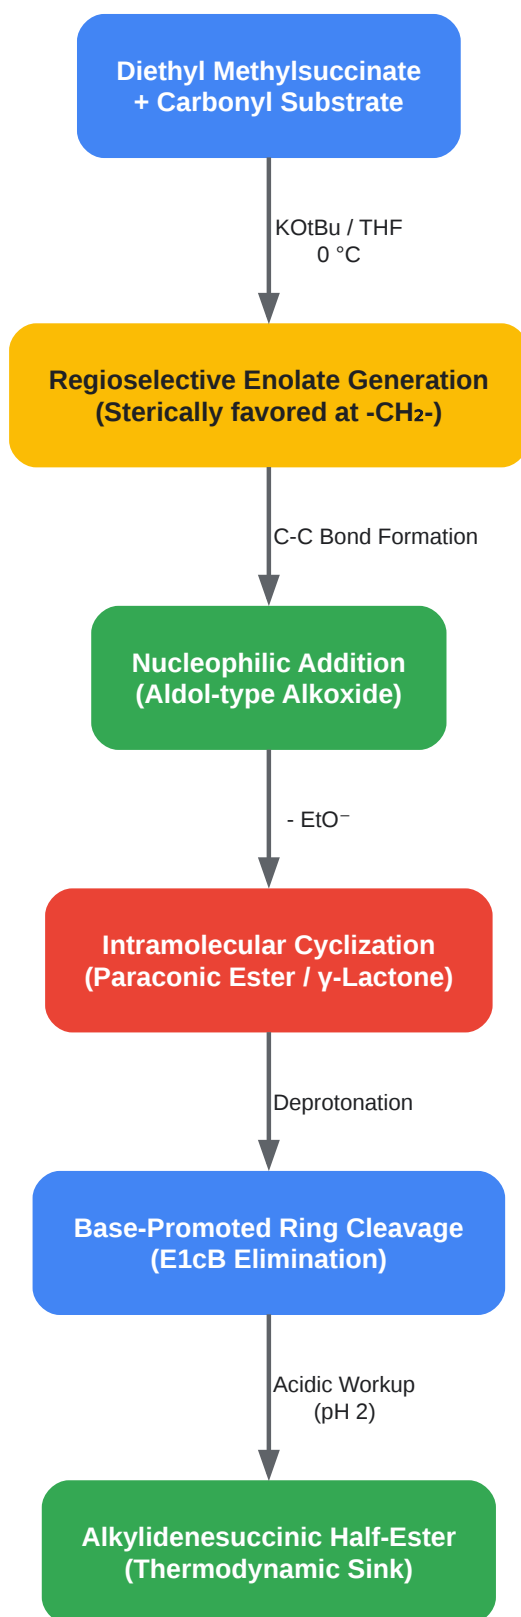 Diethyl Methylsuccinate
+ Carbonyl Substrate
KOtBu / THF
0 °C
Regioselective Enolate Generation
(Sterically favored at -CH₂-)
C-C Bond Formation
Nucleophilic Addition
(Aldol-type Alkoxide)
- EtO⁻
Intramolecular Cyclization
(Paraconic Ester / γ-Lactone)
Deprotonation
Base-Promoted Ring Cleavage
(E1cB Elimination)
Acidic Workup
(pH 2)
Alkylidenesuccinic Half-Ester
(Thermodynamic Sink)